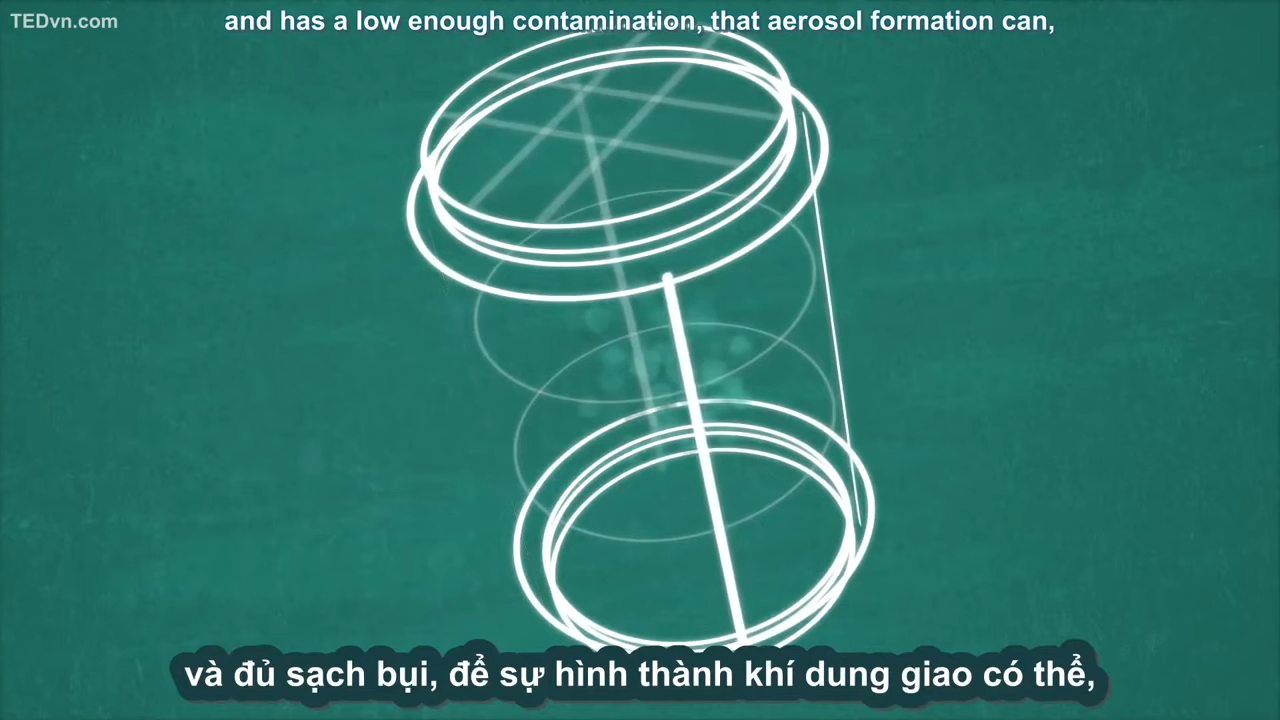 TEDvn.com
and has a low enough contamination, that aerosol formation can,
và đủ sạch bụi, để sự hình thành khí dung giao có thể,